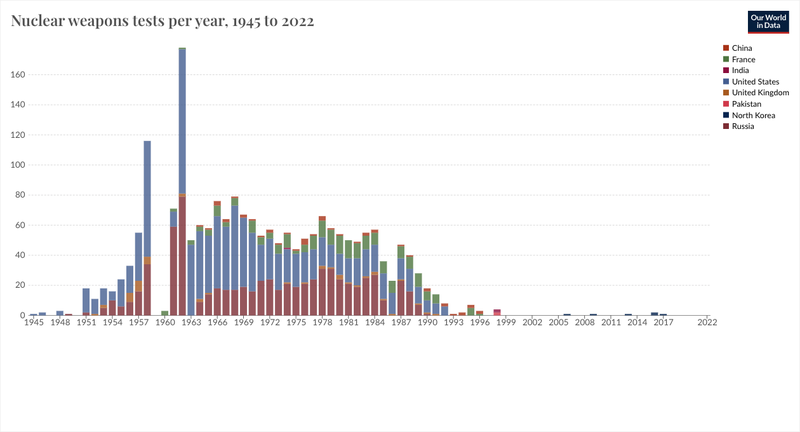 Nuclear weapons tests per year, 1945 to 2022
Our World
in Data
China
France
India
United States
United Kingdom
Pakistan
North Korea
Russia
160
140
120
100
80
60
40
20
0
1945 1948 1951 1954 1957 1960 1963 1966 1969 1972 1975 1978 1981 1984 1987 1990 1993 1996 1999 2002 2005 2008 2011 2014 2017 2022